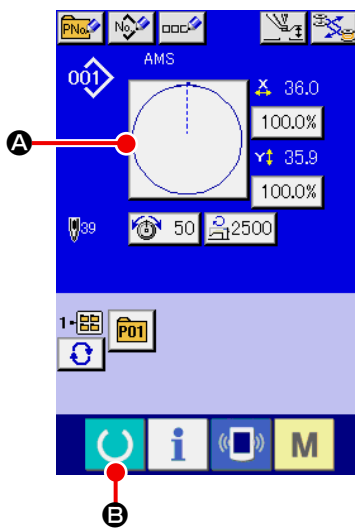 PNo.
No.
AMS
001
X 36.0
100.0%
A
Y 35.9
100.0%
39
50
2500
1
P01
i
M
B